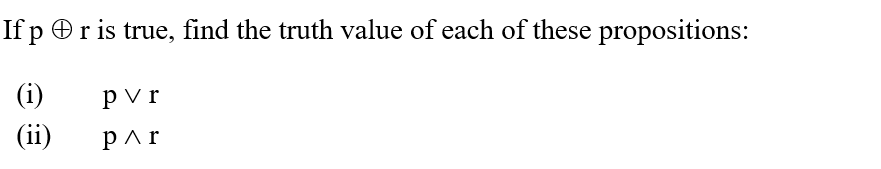 If p ⊕ r is true, find the truth value of each of these propositions:
(i) p ∨ r
(ii) p ∧ r